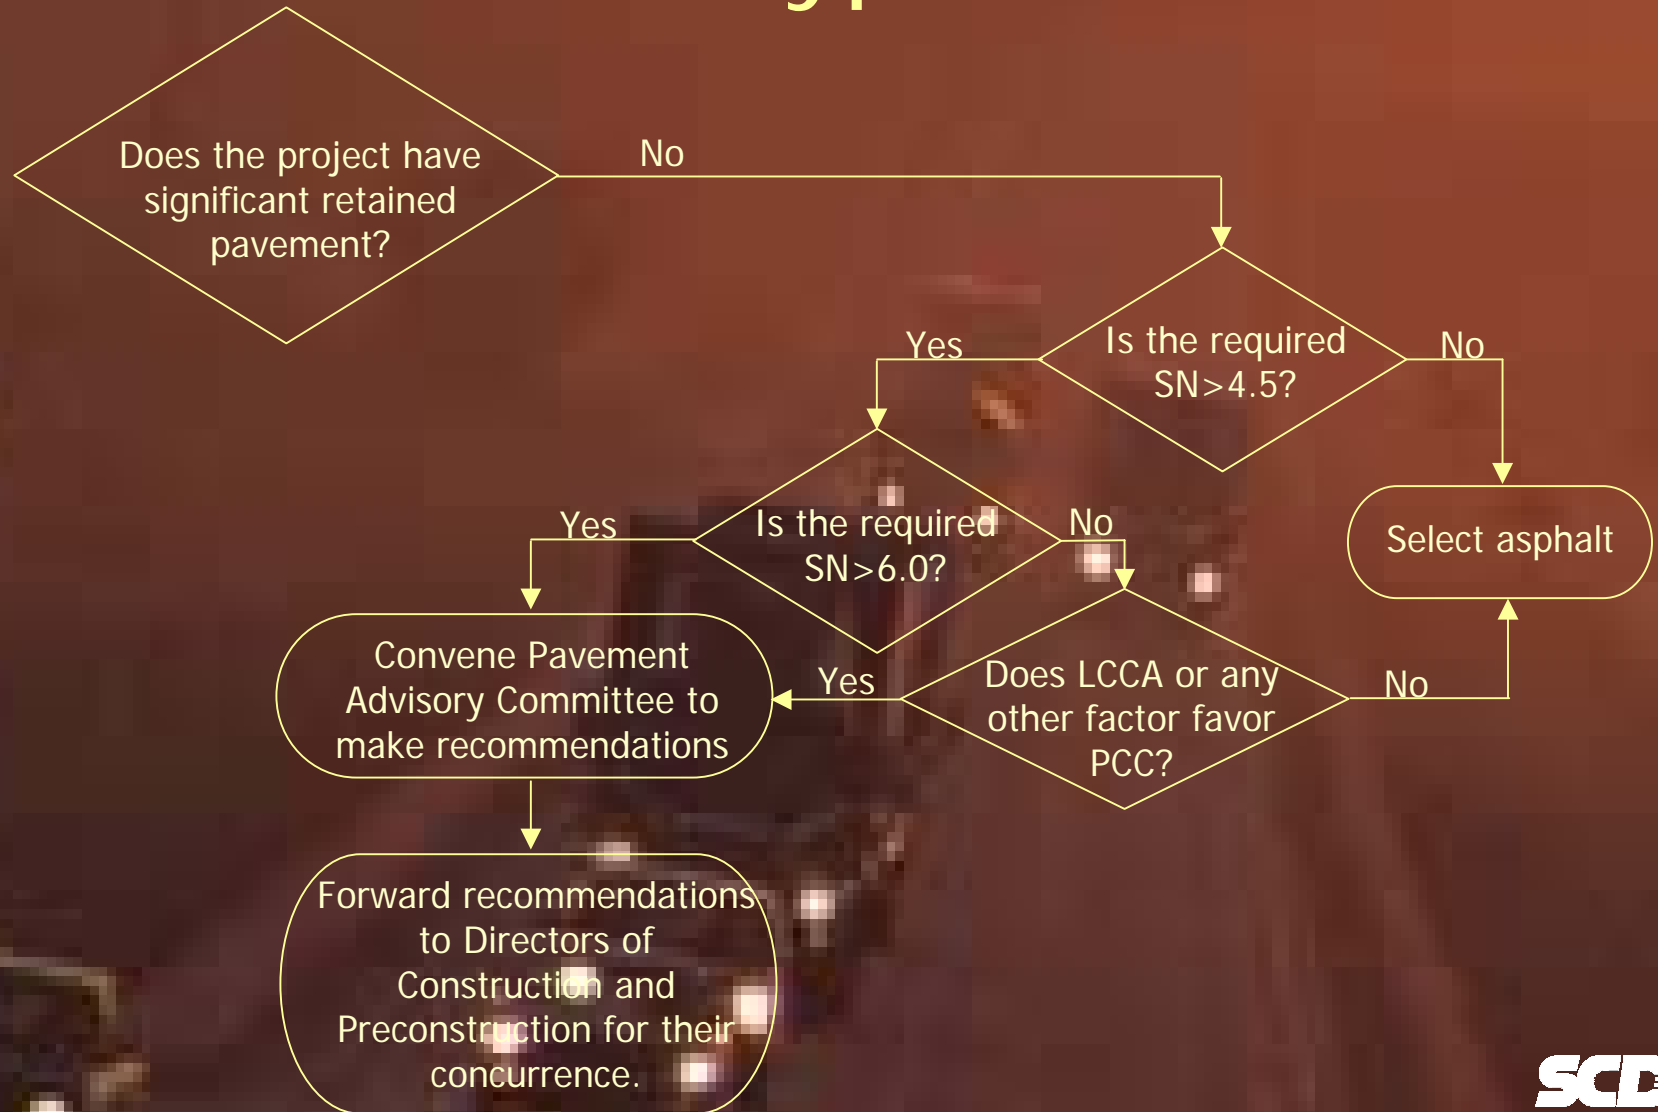 Does the project have
significant retained
pavement?
No
Is the required
SN>4.5?
Yes
No
Is the required
SN>6.0?
Yes
No
Select asphalt
Convene Pavement
Advisory Committee to
make recommendations
Yes
Does LCCA or any
other factor favor
PCC?
No
Forward recommendations
to Directors of
Construction and
Preconstruction for their
concurrence.